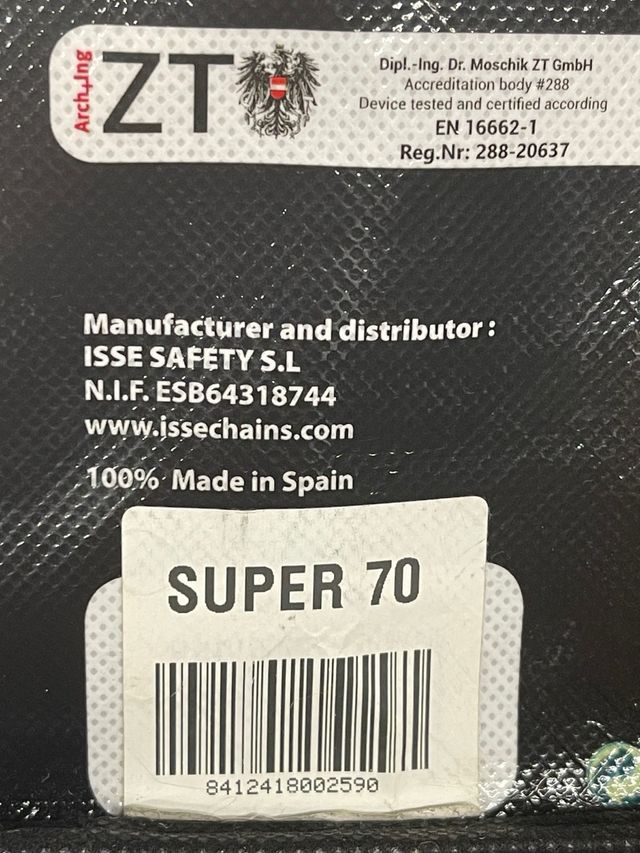 Arch+Ing
ZT
Dipl.-Ing. Dr. Moschik ZT GmbH
Accreditation body #288
Device tested and certified according
EN 16662-1
Reg.Nr: 288-20637
Manufacturer and distributor:
ISSE SAFETY S.L
N.I.F. ESB64318744
www.issechains.com
100% Made in Spain
SUPER 70
8412418002590